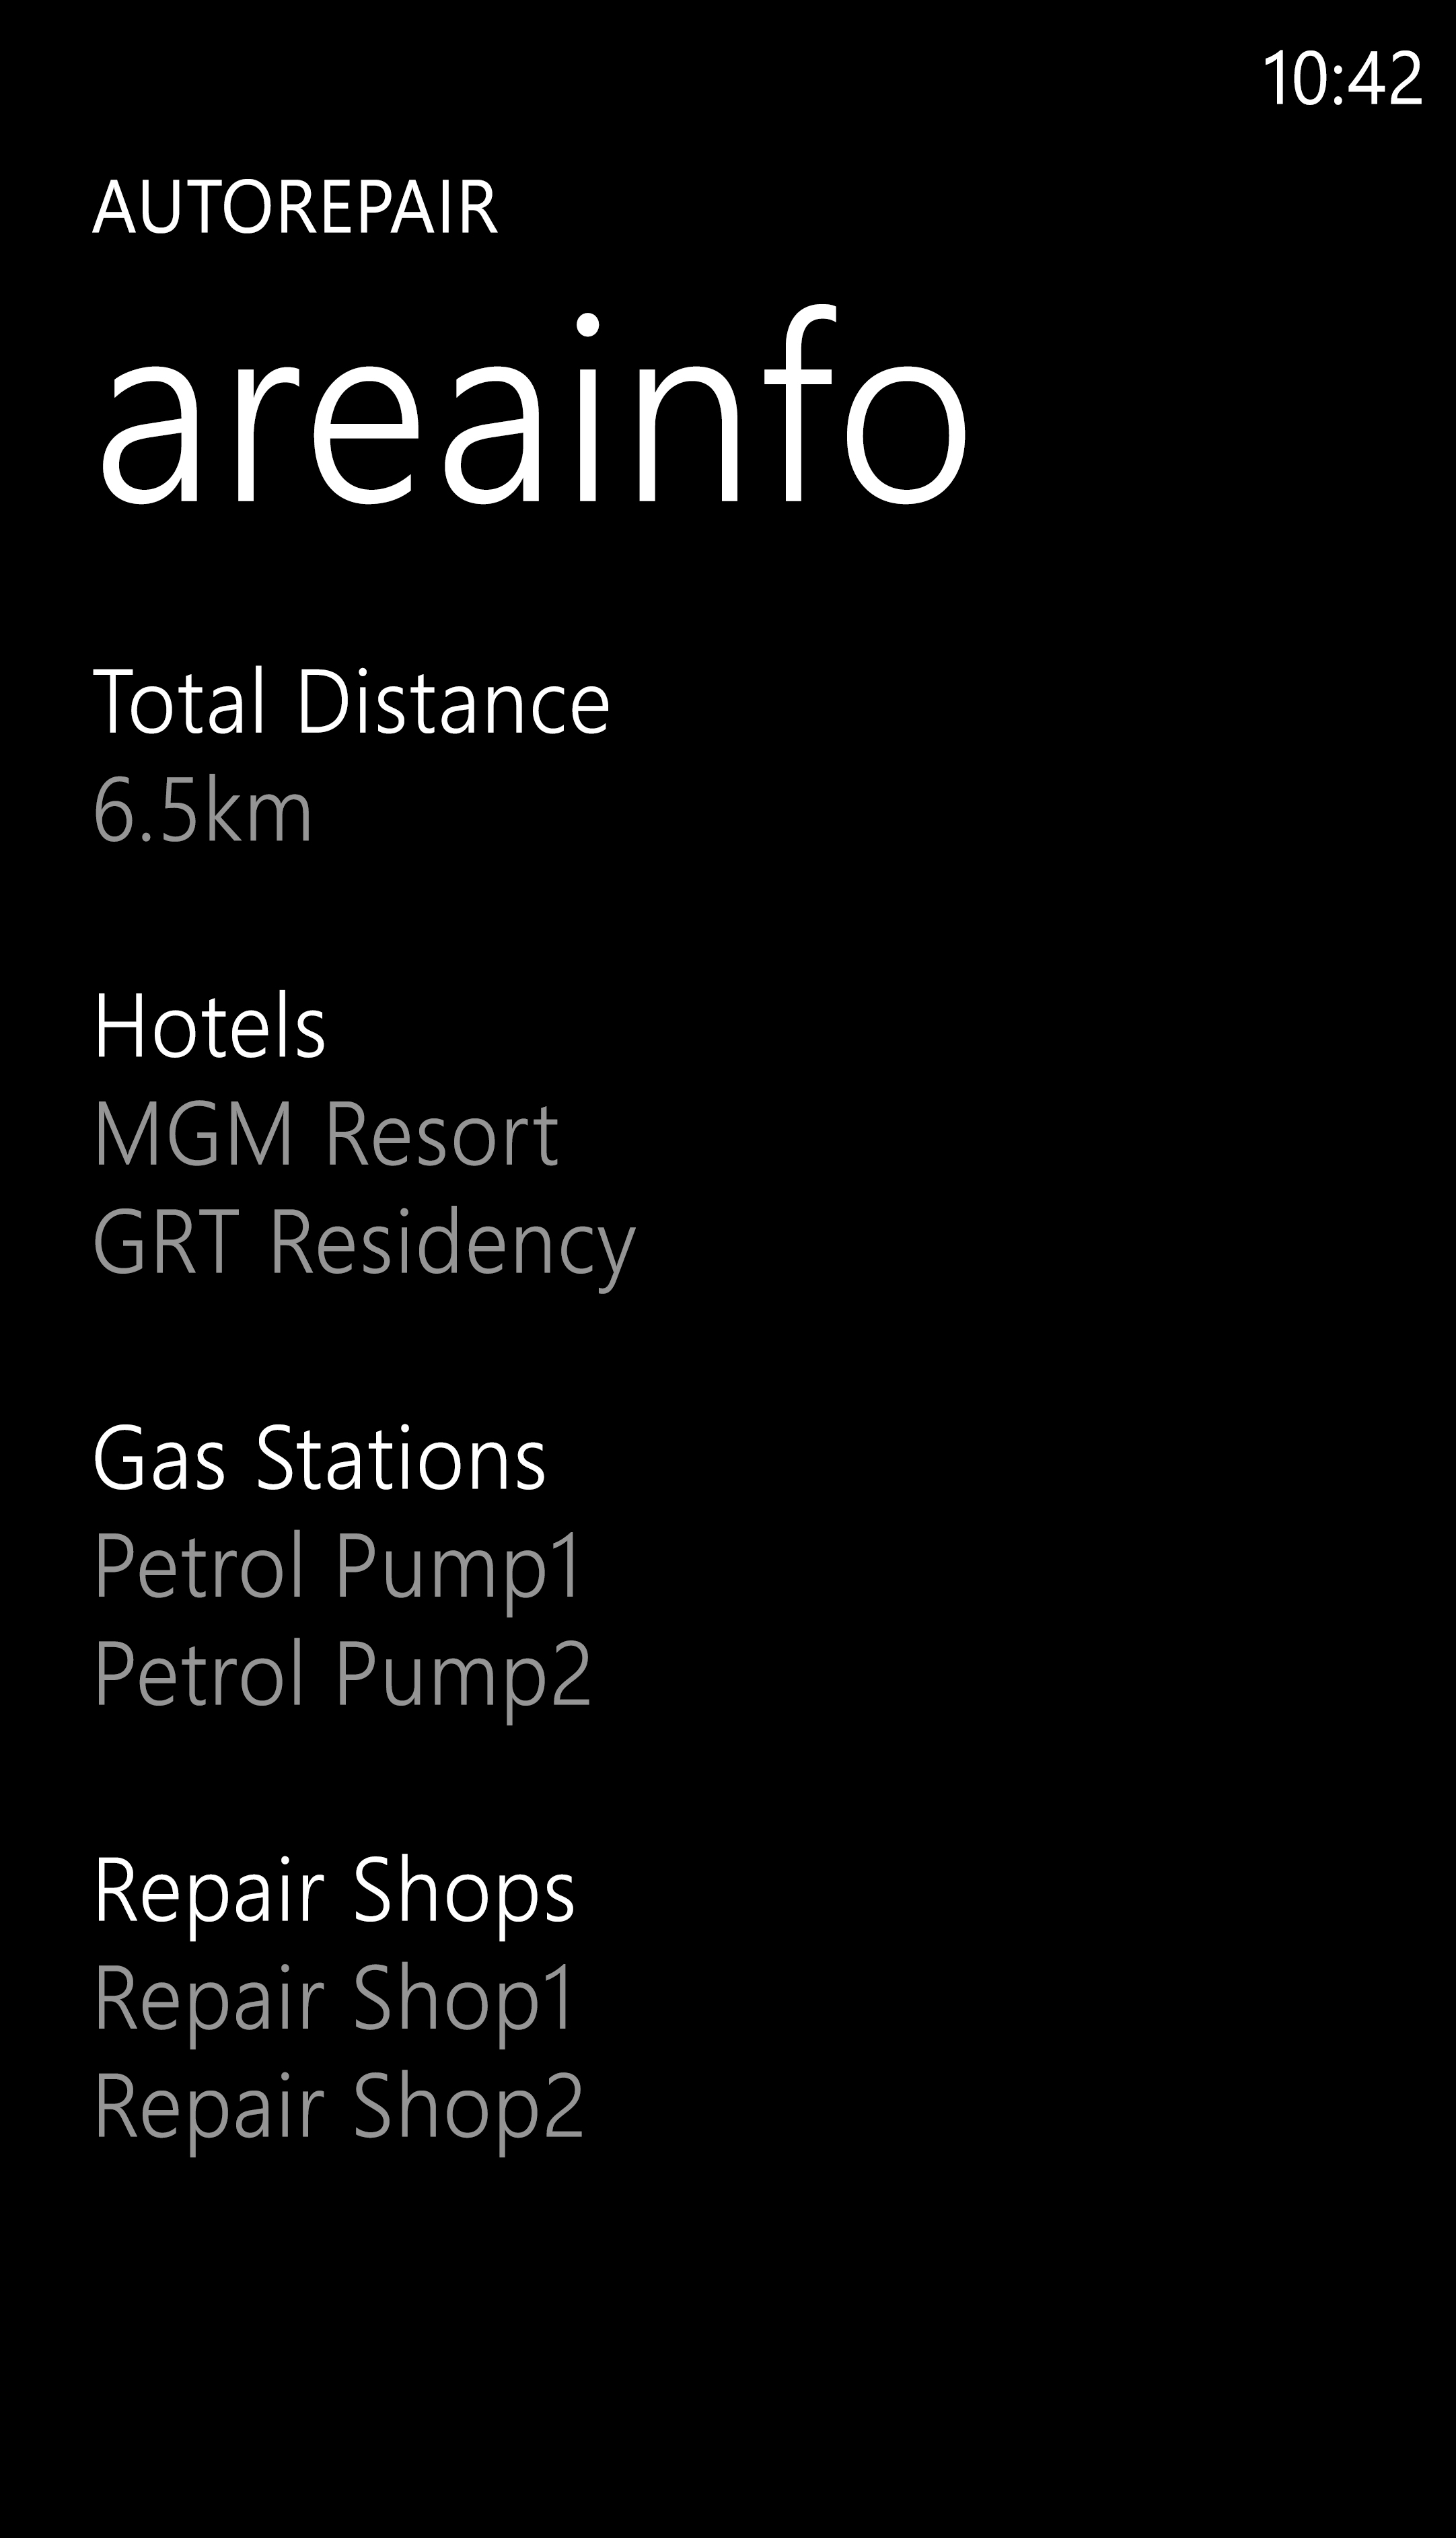 10:42
AUTOREPAIR
areainfo
Total Distance
6.5km
Hotels
MGM Resort
GRT Residency
Gas Stations
Petrol Pump1
Petrol Pump2
Repair Shops
Repair Shop1
Repair Shop2